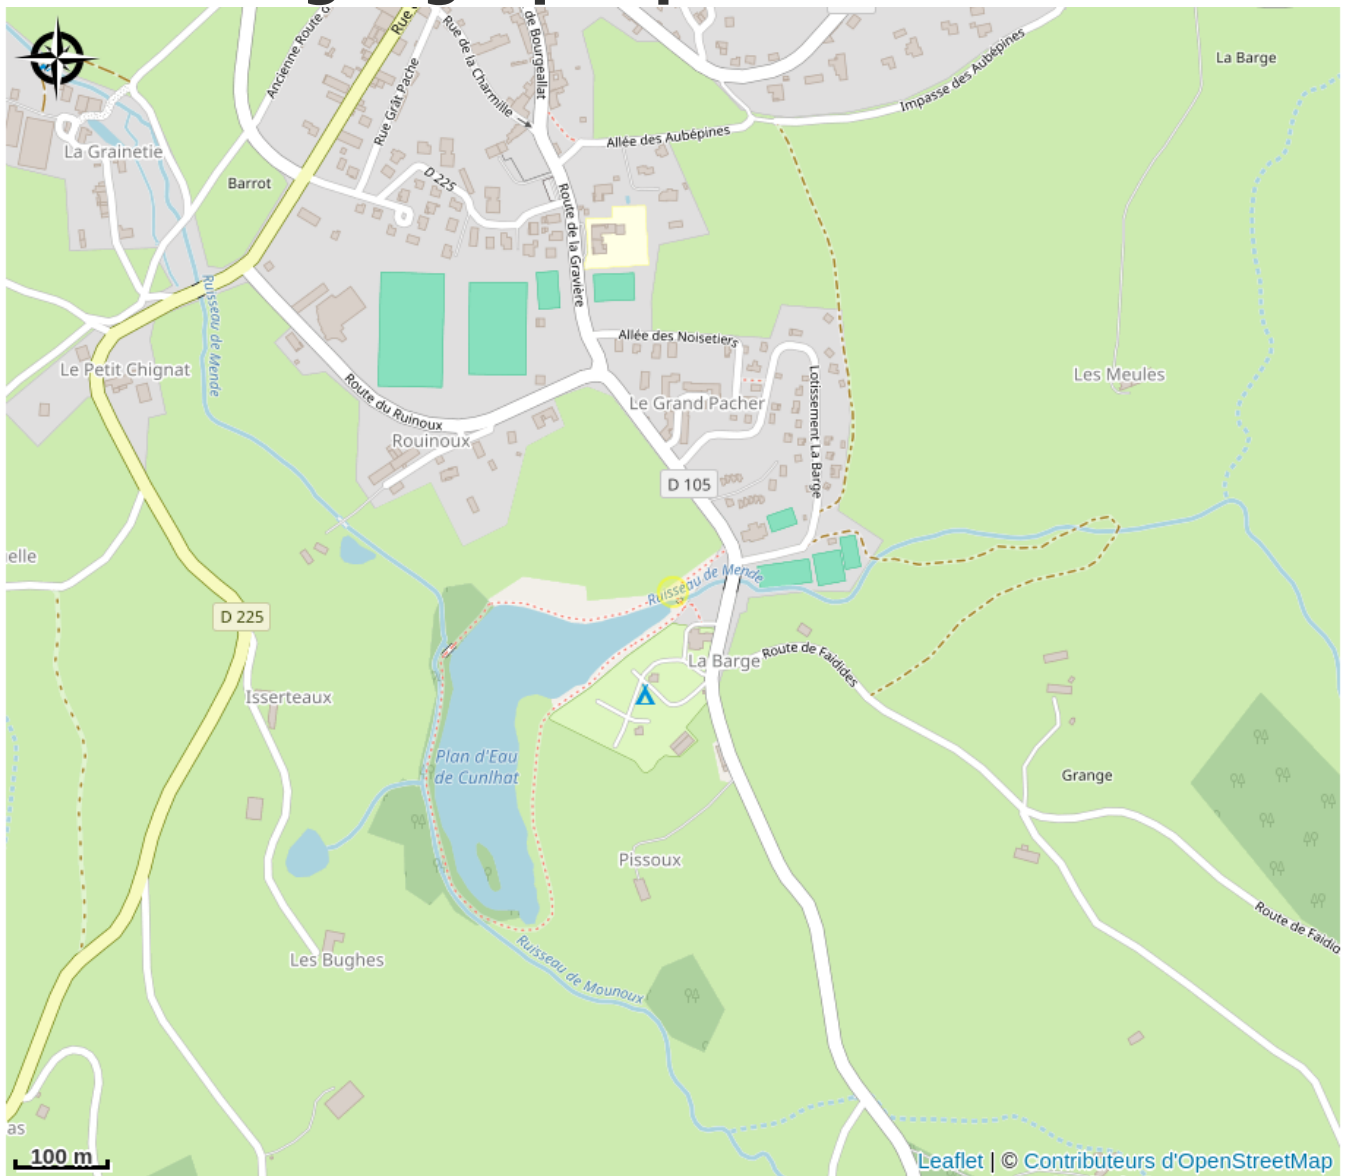 La Barge
Ancienne Route d
Rue
Rue de la Charmille
de Bourgeallat
Rue Grât Pache
Impasse des Aubépines
Allée des Aubépines
La Grainetie
Barrot
D 225
Route de la Gravière
Ruisseau de Mende
Allée des Noisetiers
Le Petit Chignat
Route du Ruinoux
Le Grand Pacher
Lotissement La Barge
Les Meules
Rouinoux
D 105
elle
Ruisseau de Mende
D 225
La Barge
Route de Faidides
Isserteaux
Plan d'Eau
de Cunlhat
Grange
Pissoux
Route de Faidid
Les Bughes
Ruisseau de Mounoux
as
100 m
Leaflet | © Contributeurs d'OpenStreetMap